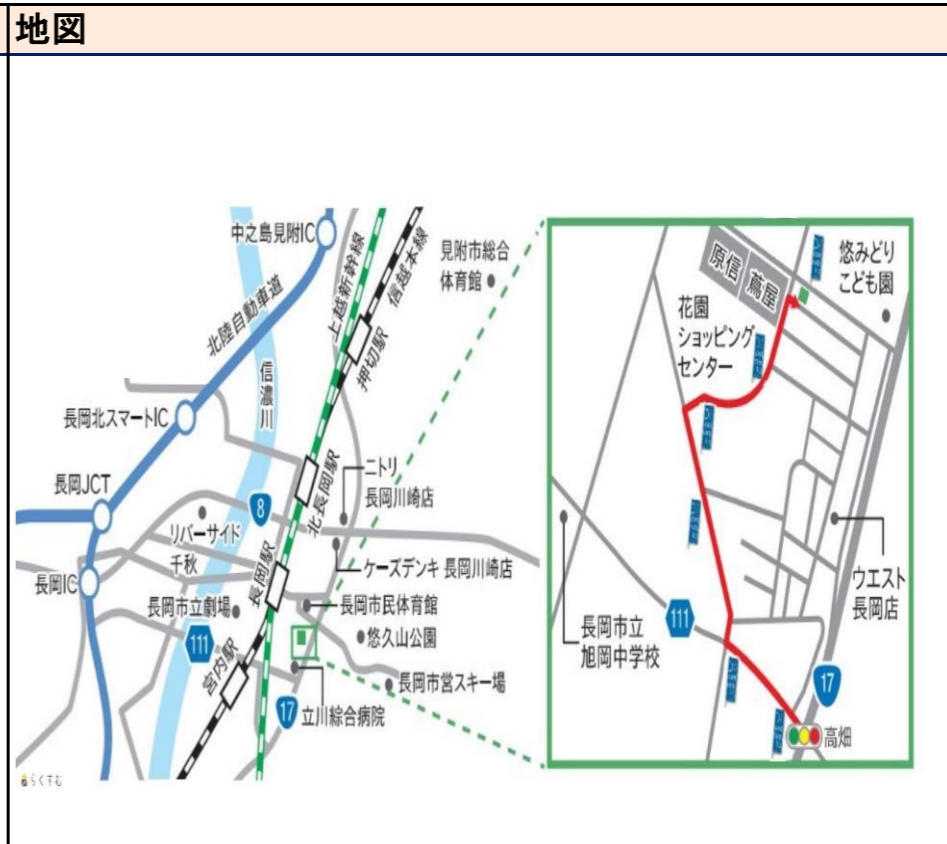 地図
中之島見附IC
北陸自動車道
信濃川
上越新幹線
信越本線
見附市総合
体育館
押切駅
長岡北スマートIC
長岡JCT
北長岡駅
ニトリ
長岡川崎店
8
リバーサイド
千秋
長岡駅
ケーズデンキ 長岡川崎店
長岡IC
長岡市立劇場
長岡市民体育館
111
悠久山公園
宮内駅
長岡市営スキー場
17
立川綜合病院
らくすむ
原信
蔦屋
悠みどり
こども園
花園
ショッピング
センター
ウエスト
長岡店
111
長岡市立
旭岡中学校
17
高畑